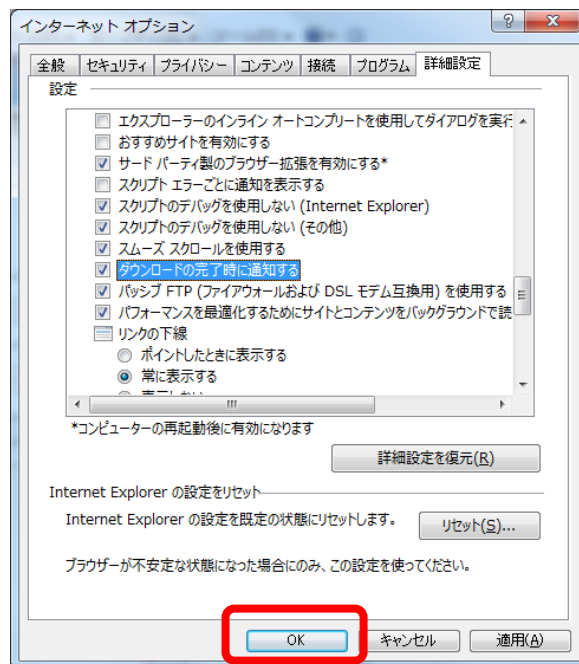 インターネット オプション
全般 セキュリティ プライバシー コンテンツ 接続 プログラム 詳細設定
設定
エクスプローラーのインライン オートコンプリートを使用してダイアログを実行
おすすめサイトを有効にする
サード パーティ製のブラウザー拡張を有効にする*
スクリプト エラーごとに通知を表示する
スクリプトのデバッグを使用しない (Internet Explorer)
スクリプトのデバッグを使用しない (その他)
スムーズ スクロールを使用する
ダウンロードの完了時に通知する
パッシブ FTP (ファイアウォールおよび DSL モデム互換用) を使用する
パフォーマンスを最適化するためにサイトとコンテンツをバックグラウンドで読
リンクの下線
ポイントしたときに表示する
常に表示する
*コンピューターの再起動後に有効になります
詳細設定を復元(R)
Internet Explorer の設定をリセット
Internet Explorer の設定を既定の状態にリセットします。
リセット(S)...
ブラウザーが不安定な状態になった場合にのみ、この設定を使ってください。
OK キャンセル 適用(A)